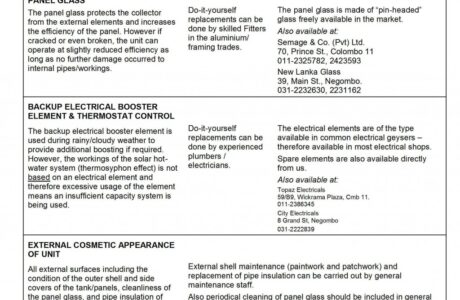 PANEL GLASS
The panel glass protects the collector
from the external elements and increases
the efficiency of the panel. However if
cracked or even broken, the unit can
operate at slightly reduced efficiency as
long as no further damage occurred to
internal pipes/workings.
Do-it-yourself
replacements can be
done by skilled Fitters
in the aluminium/
framing trades.
The panel glass is made of “pin-headed”
glass freely available in the market.
Also available at:
Semage & Co. (Pvt) Ltd.
70, Prince St., Colombo 11
011-2325782, 2423593
New Lanka Glass
39, Main St., Negombo.
031-2232630, 2231162
BACKUP ELECTRICAL BOOSTER
ELEMENT & THERMOSTAT CONTROL
The backup electrical booster element is
used during rainy/cloudy weather to
provide additional boosting if required.
However, the workings of the solar hot-
water system (thermosyphon effect) is not
based on an electrical element and
therefore excessive usage of the element
means an insufficient capacity system is
being used.
Do-it-yourself
replacements can be
done by experienced
plumbers /
electricians.
The electrical elements are of the type
available in common electrical geysers –
therefore available in most electrical shops.
Spare elements are also available directly
from us.
Also available at:
Topaz Electricals
59/B9, Wickrama Plaza, Cmb 11.
011-2386345
City Electricals
8 Grand St, Negombo
031-2222839
EXTERNAL COSMETIC APPEARANCE
OF UNIT
All external surfaces including the
condition of the outer shell and side
covers of the tank/panels, cleanliness of
the panel glass, and pipe insulation of
External shell maintenance (paintwork and patchwork) and
replacement of pipe insulation can be carried out by general
maintenance staff.
Also periodical cleaning of panel glass should be included in general